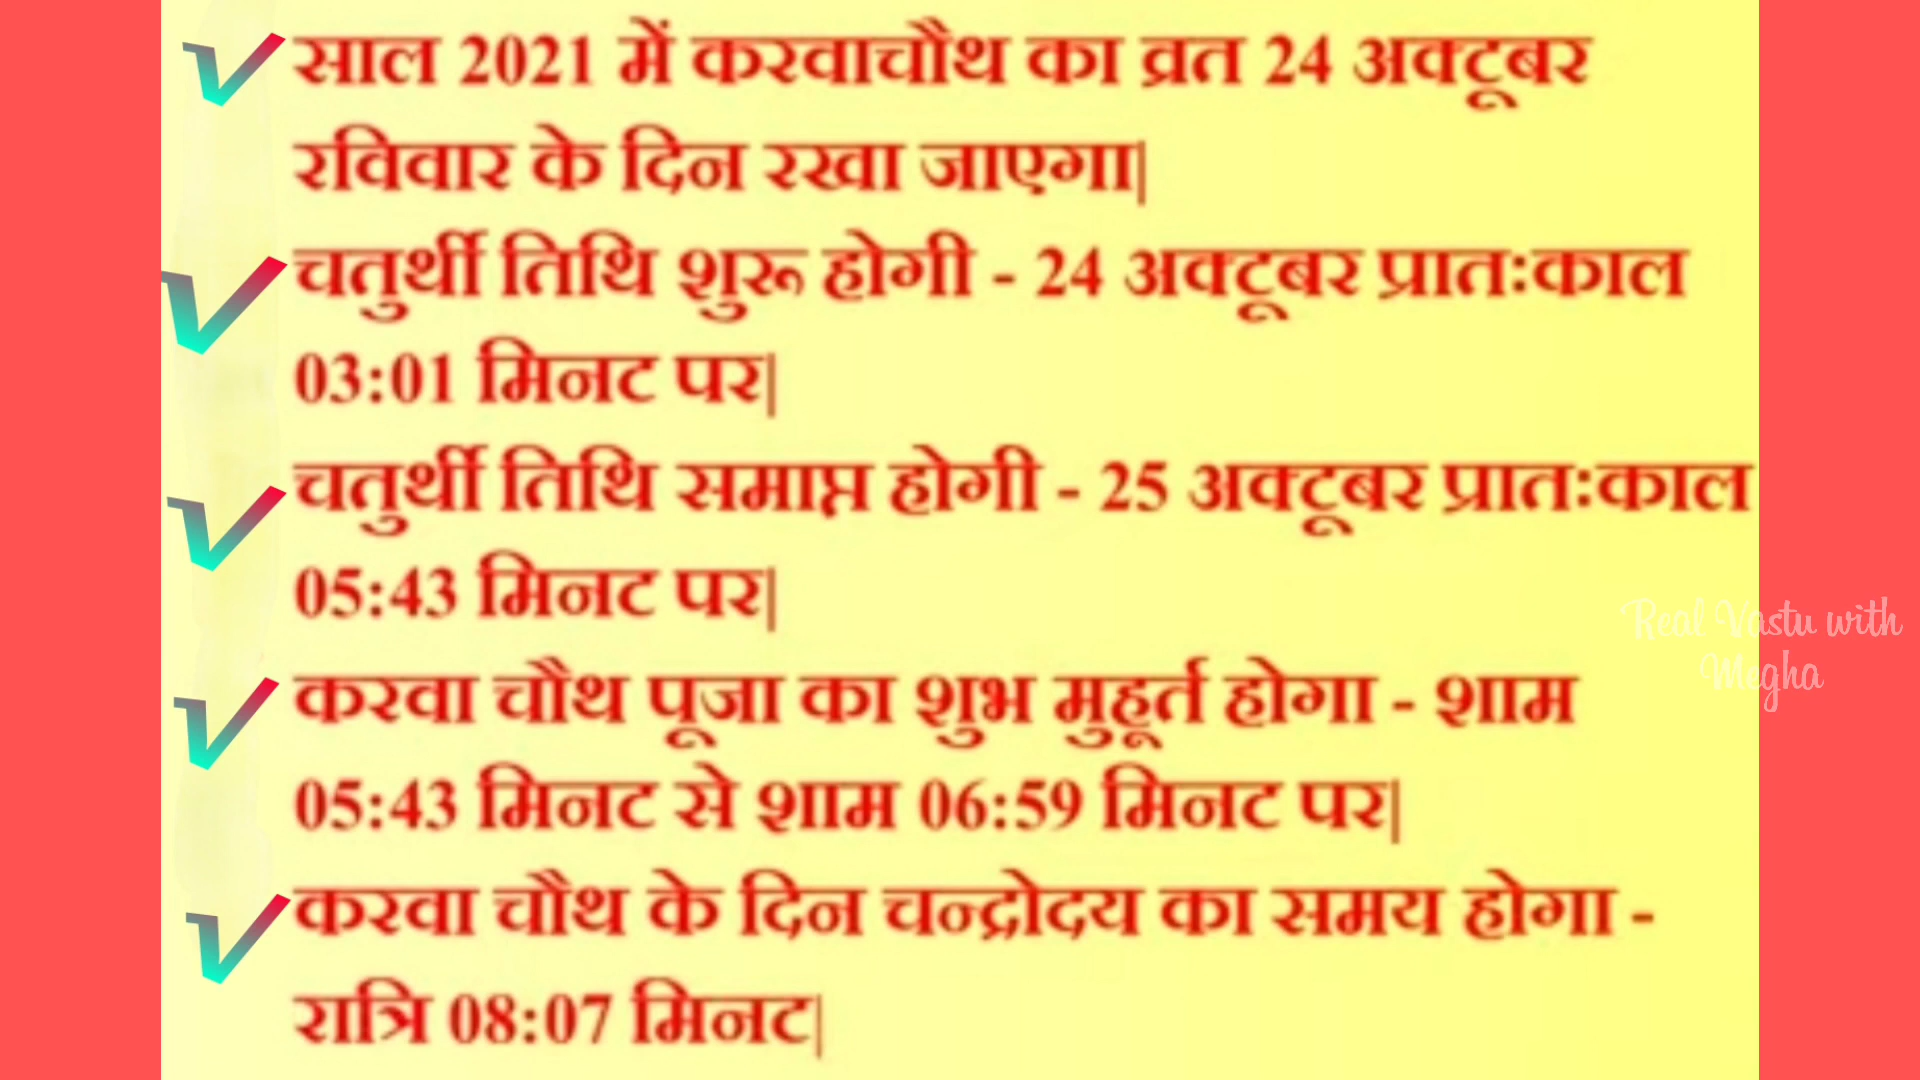 साल 2021 में करवाचौथ का व्रत 24 अक्टूबर
रविवार के दिन रखा जाएगा|
चतुर्थी तिथि शुरू होगी - 24 अक्टूबर प्रातःकाल
03:01 मिनट पर|
चतुर्थी तिथि समाप्त होगी - 25 अक्टूबर प्रातःकाल
05:43 मिनट पर|
करवा चौथ पूजा का शुभ मुहूर्त होगा - शाम
05:43 मिनट से शाम 06:59 मिनट पर|
करवा चौथ के दिन चन्द्रोदय का समय होगा -
रात्रि 08:07 मिनट|
Real Vastu with
Megha